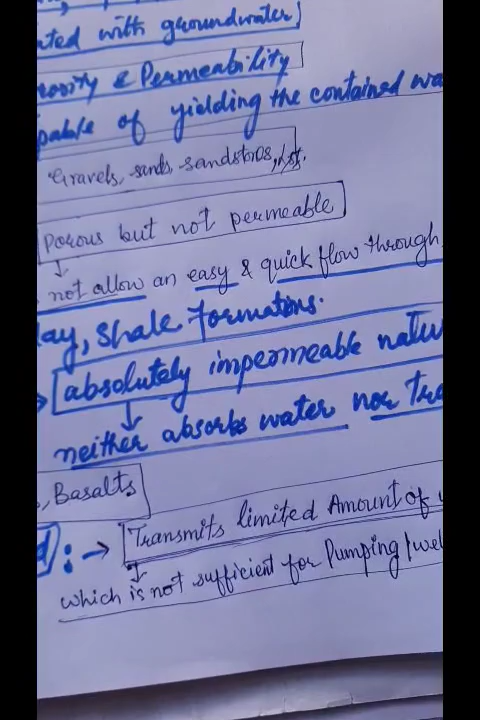 ated with groundwater]
rosity & Permeability
pable of yielding the contained wa
Gravels, sands, sandstones, Lst.
Porous but not permeable
↓
not allow an easy & quick flow through
lay, Shale formations.
→ [absolutely impermeable natu
↓
neither absorbs water nor Tra
, Basalts
d :- → [Transmits limited Amount of
↓
which is not sufficient for Pumping / wel